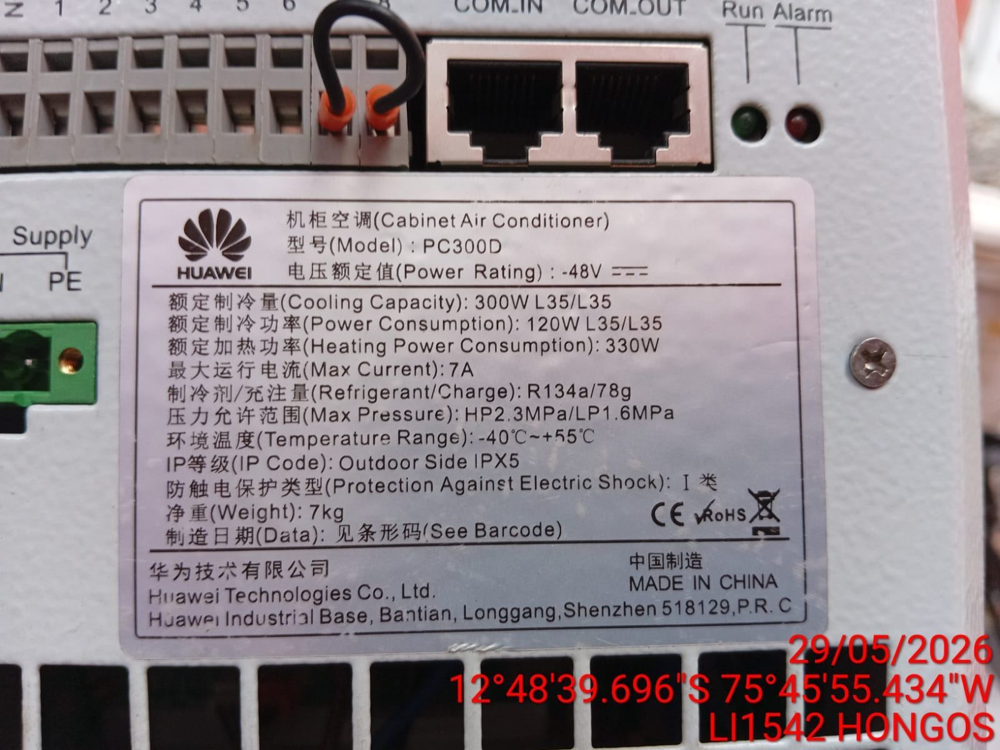 N 1 2 3 4 5 6 8 COM_IN COM_OUT Run Alarm
Supply
PE
HUAWEI
机柜空调(Cabinet Air Conditioner)
型号(Model) : PC300D
电压额定值(Power Rating) : -48V
额定制冷量(Cooling Capacity): 300W L35/L35
额定制冷功率(Power Consumption): 120W L35/L35
额定加热功率(Heating Power Consumption): 330W
最大运行电流(Max Current): 7A
制冷剂/充注量(Refrigerant/Charge): R134a/78g
压力允许范围(Max Pressure): HP2.3MPa/LP1.6MPa
环境温度(Temperature Range): -40℃~+55℃
IP等级(IP Code): Outdoor Side IPX5
防触电保护类型(Protection Against Electric Shock): I 类
净重(Weight): 7kg
CE RoHS
制造日期(Data): 见条形码(See Barcode)
华为技术有限公司
Huawei Technologies Co., Ltd.
Huawei Industrial Base, Bantian, Longgang,Shenzhen 518129,P.R. C
中国制造
MADE IN CHINA
29/05/2026
12°48'39.696"S 75°45'55.434"W
LI1542 HONGOS